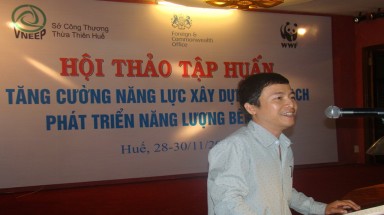 VNEEP
Sở Công Thương
Thừa Thiên Huế
Foreign &
Commonwealth
Office
WWF
HỘI THẢO TẬP HUẤN
TĂNG CƯỜNG NĂNG LỰC XÂY
PHÁT TRIỂN NĂNG LƯỢNG
Huế, 28-30/11/